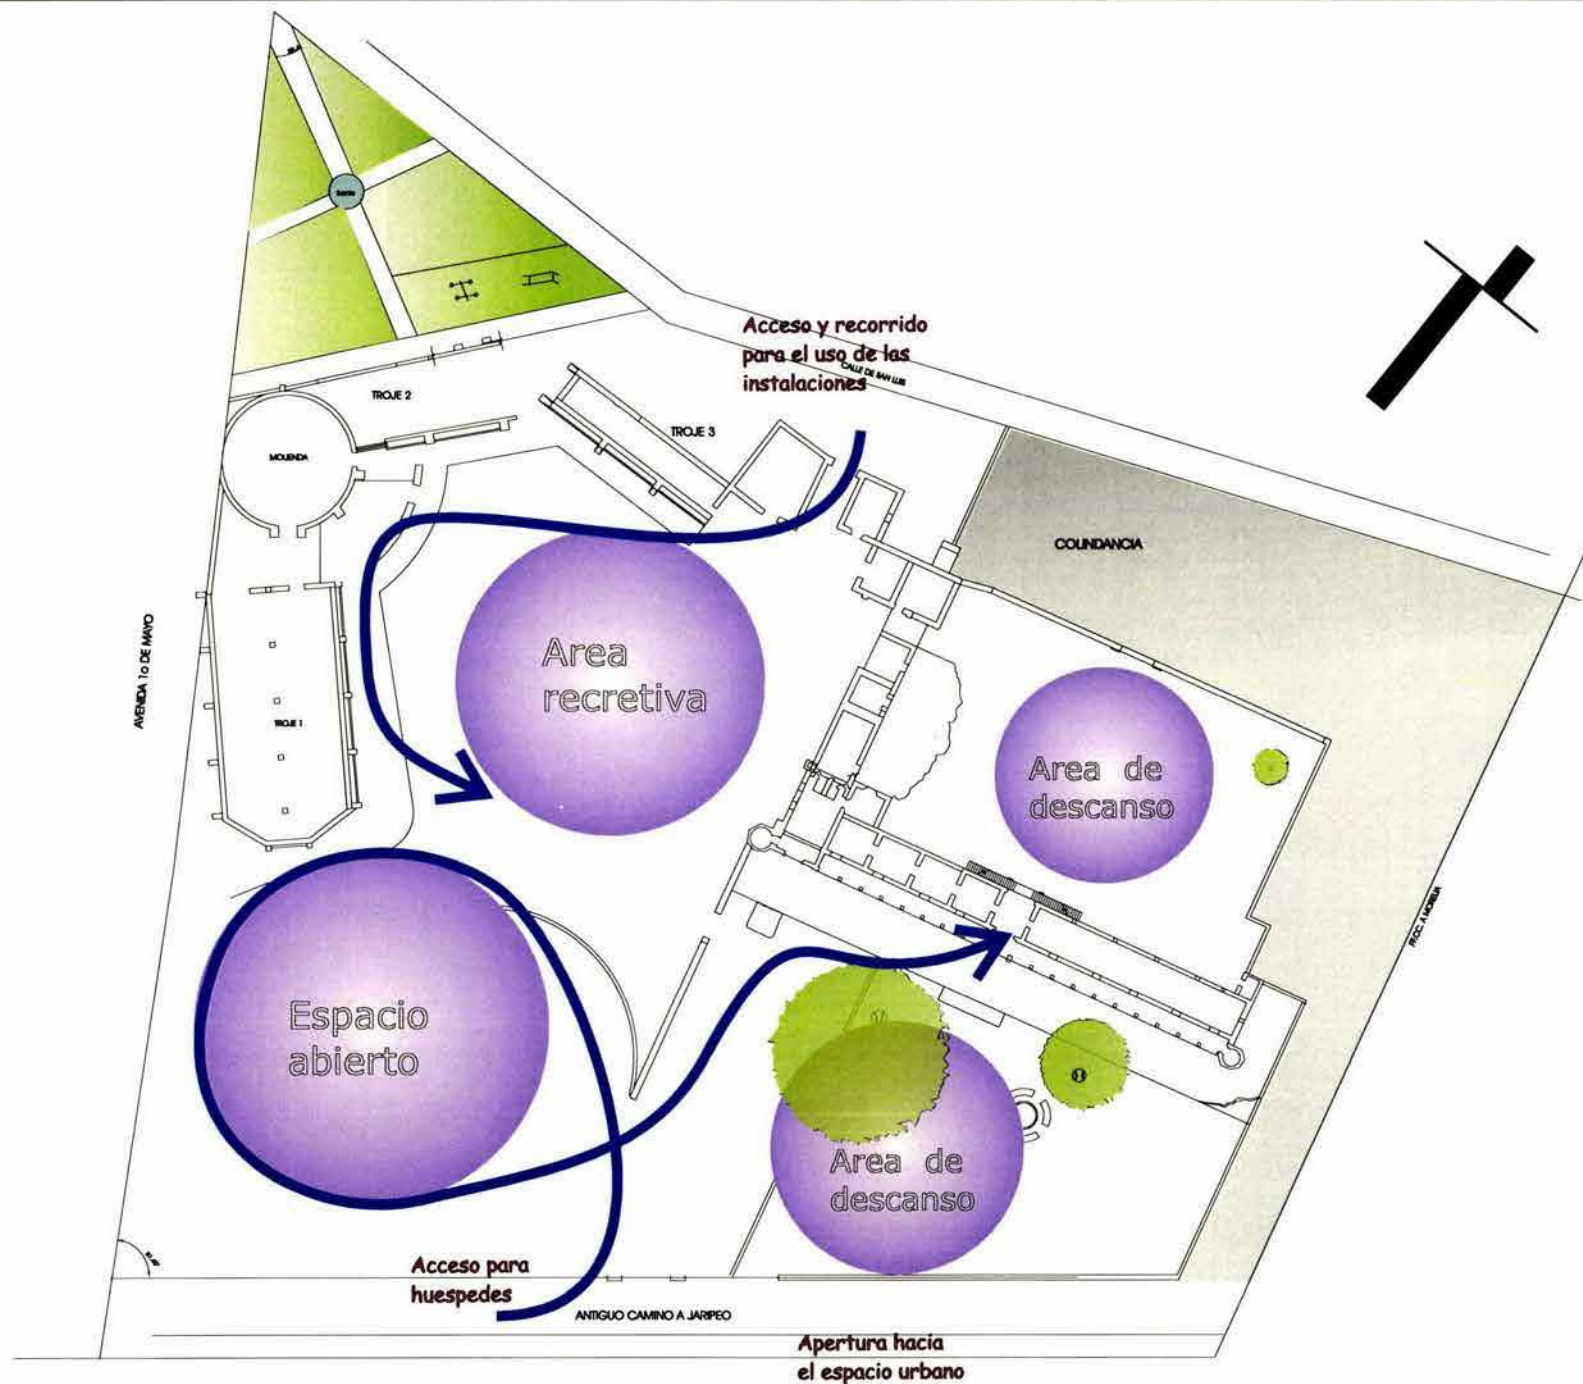 Acceso y recorrido
para el uso de las
instalaciones
CALLE DE SAN LUIS
TROJE 2
TROJE 3
MOLIENDA
COLINDANCIA
AVENIDA 1o DE MAYO
Area
recretiva
TROJE 1
Area de
descanso
Espacio
abierto
Area de
descanso
Acceso para
huespedes
ANTIGUO CAMINO A JARIPEO
Apertura hacia
el espacio urbano